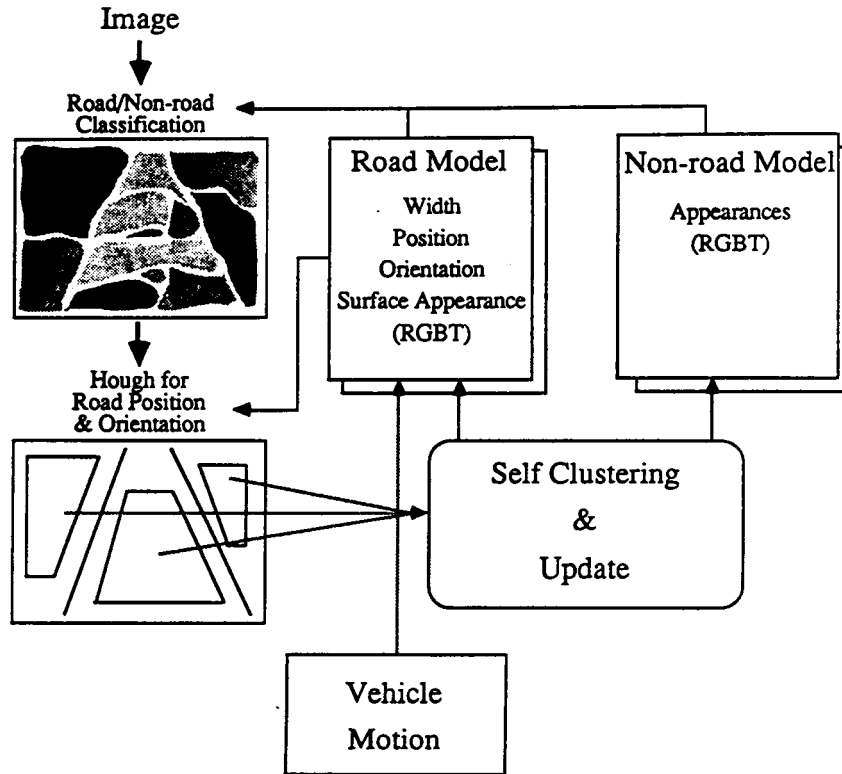 Image
Road/Non-road
Classification
Road Model
Width
Position
Orientation
Surface Appearance
(RGBT)
Non-road Model
Appearances
(RGBT)
Hough for
Road Position
& Orientation
Self Clustering
&
Update
Vehicle
Motion